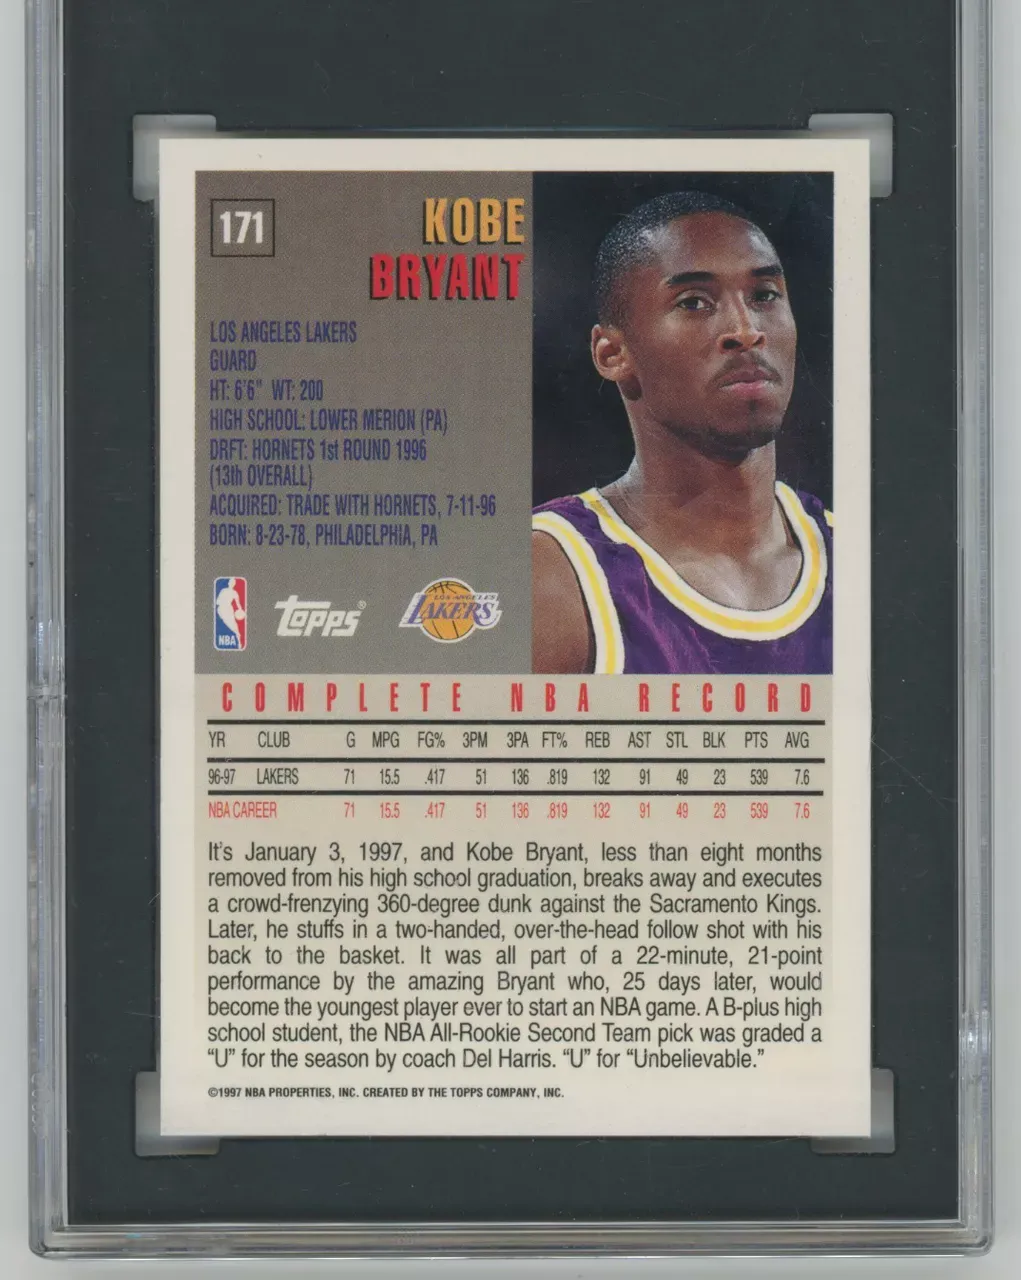 171
KOBE
BRYANT
LOS ANGELES LAKERS
GUARD
HT: 6'6" WT: 200
HIGH SCHOOL: LOWER MERION (PA)
DRFT: HORNETS 1st ROUND 1996
(13th OVERALL)
ACQUIRED: TRADE WITH HORNETS, 7-11-96
BORN: 8-23-78, PHILADELPHIA, PA
NBA
TOPPS®
LOS ANGELES
LAKERS
COMPLETE NBA RECORD
YR CLUB G MPG FG% 3PM 3PA FT% REB AST STL BLK PTS AVG
96-97 LAKERS 71 15.5 .417 51 136 .819 132 91 49 23 539 7.6
NBA CAREER 71 15.5 .417 51 136 .819 132 91 49 23 539 7.6
It's January 3, 1997, and Kobe Bryant, less than eight months
removed from his high school graduation, breaks away and executes
a crowd-frenzying 360-degree dunk against the Sacramento Kings.
Later, he stuffs in a two-handed, over-the-head follow shot with his
back to the basket. It was all part of a 22-minute, 21-point
performance by the amazing Bryant who, 25 days later, would
become the youngest player ever to start an NBA game. A B-plus high
school student, the NBA All-Rookie Second Team pick was graded a
“U” for the season by coach Del Harris. “U” for “Unbelievable.”
©1997 NBA PROPERTIES, INC. CREATED BY THE TOPPS COMPANY, INC.